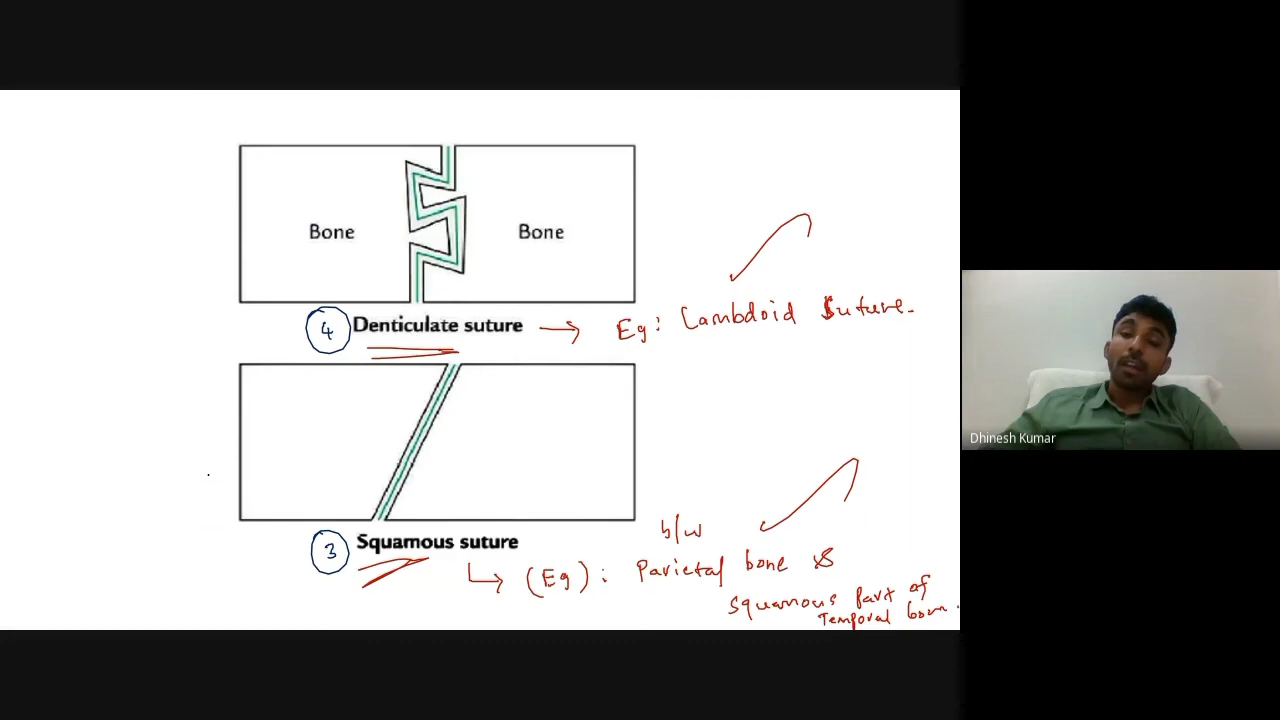 Bone
Bone
4 Denticulate suture → Eg: Lambdoid Suture.
Dhinesh Kumar
3 Squamous suture
b/w
(Eg): Parietal bone &
squamous part of
Temporal bone.